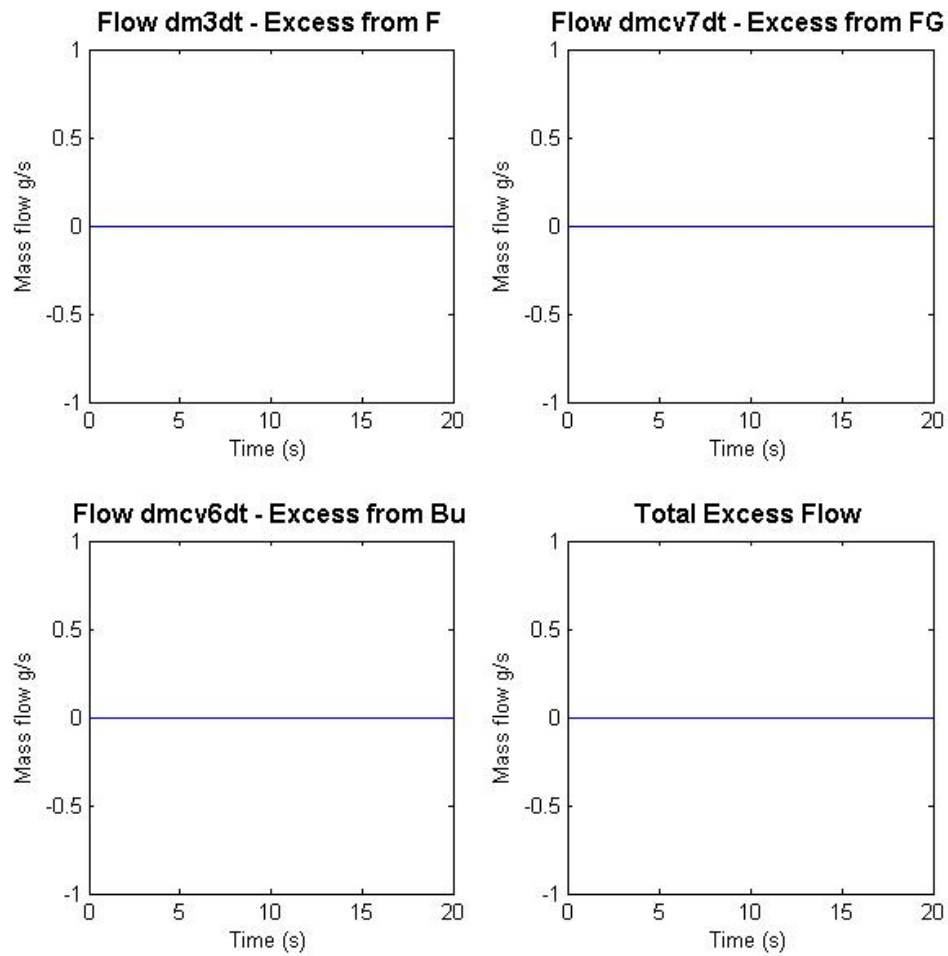 Flow dm3dt - Excess from F
1
0.5
0
-0.5
-1
Mass flow g/s
0 5 10 15 20
Time (s)
Flow dmcv7dt - Excess from FG
1
0.5
0
-0.5
-1
Mass flow g/s
0 5 10 15 20
Time (s)
Flow dmcv6dt - Excess from Bu
1
0.5
0
-0.5
-1
Mass flow g/s
0 5 10 15 20
Time (s)
Total Excess Flow
1
0.5
0
-0.5
-1
Mass flow g/s
0 5 10 15 20
Time (s)